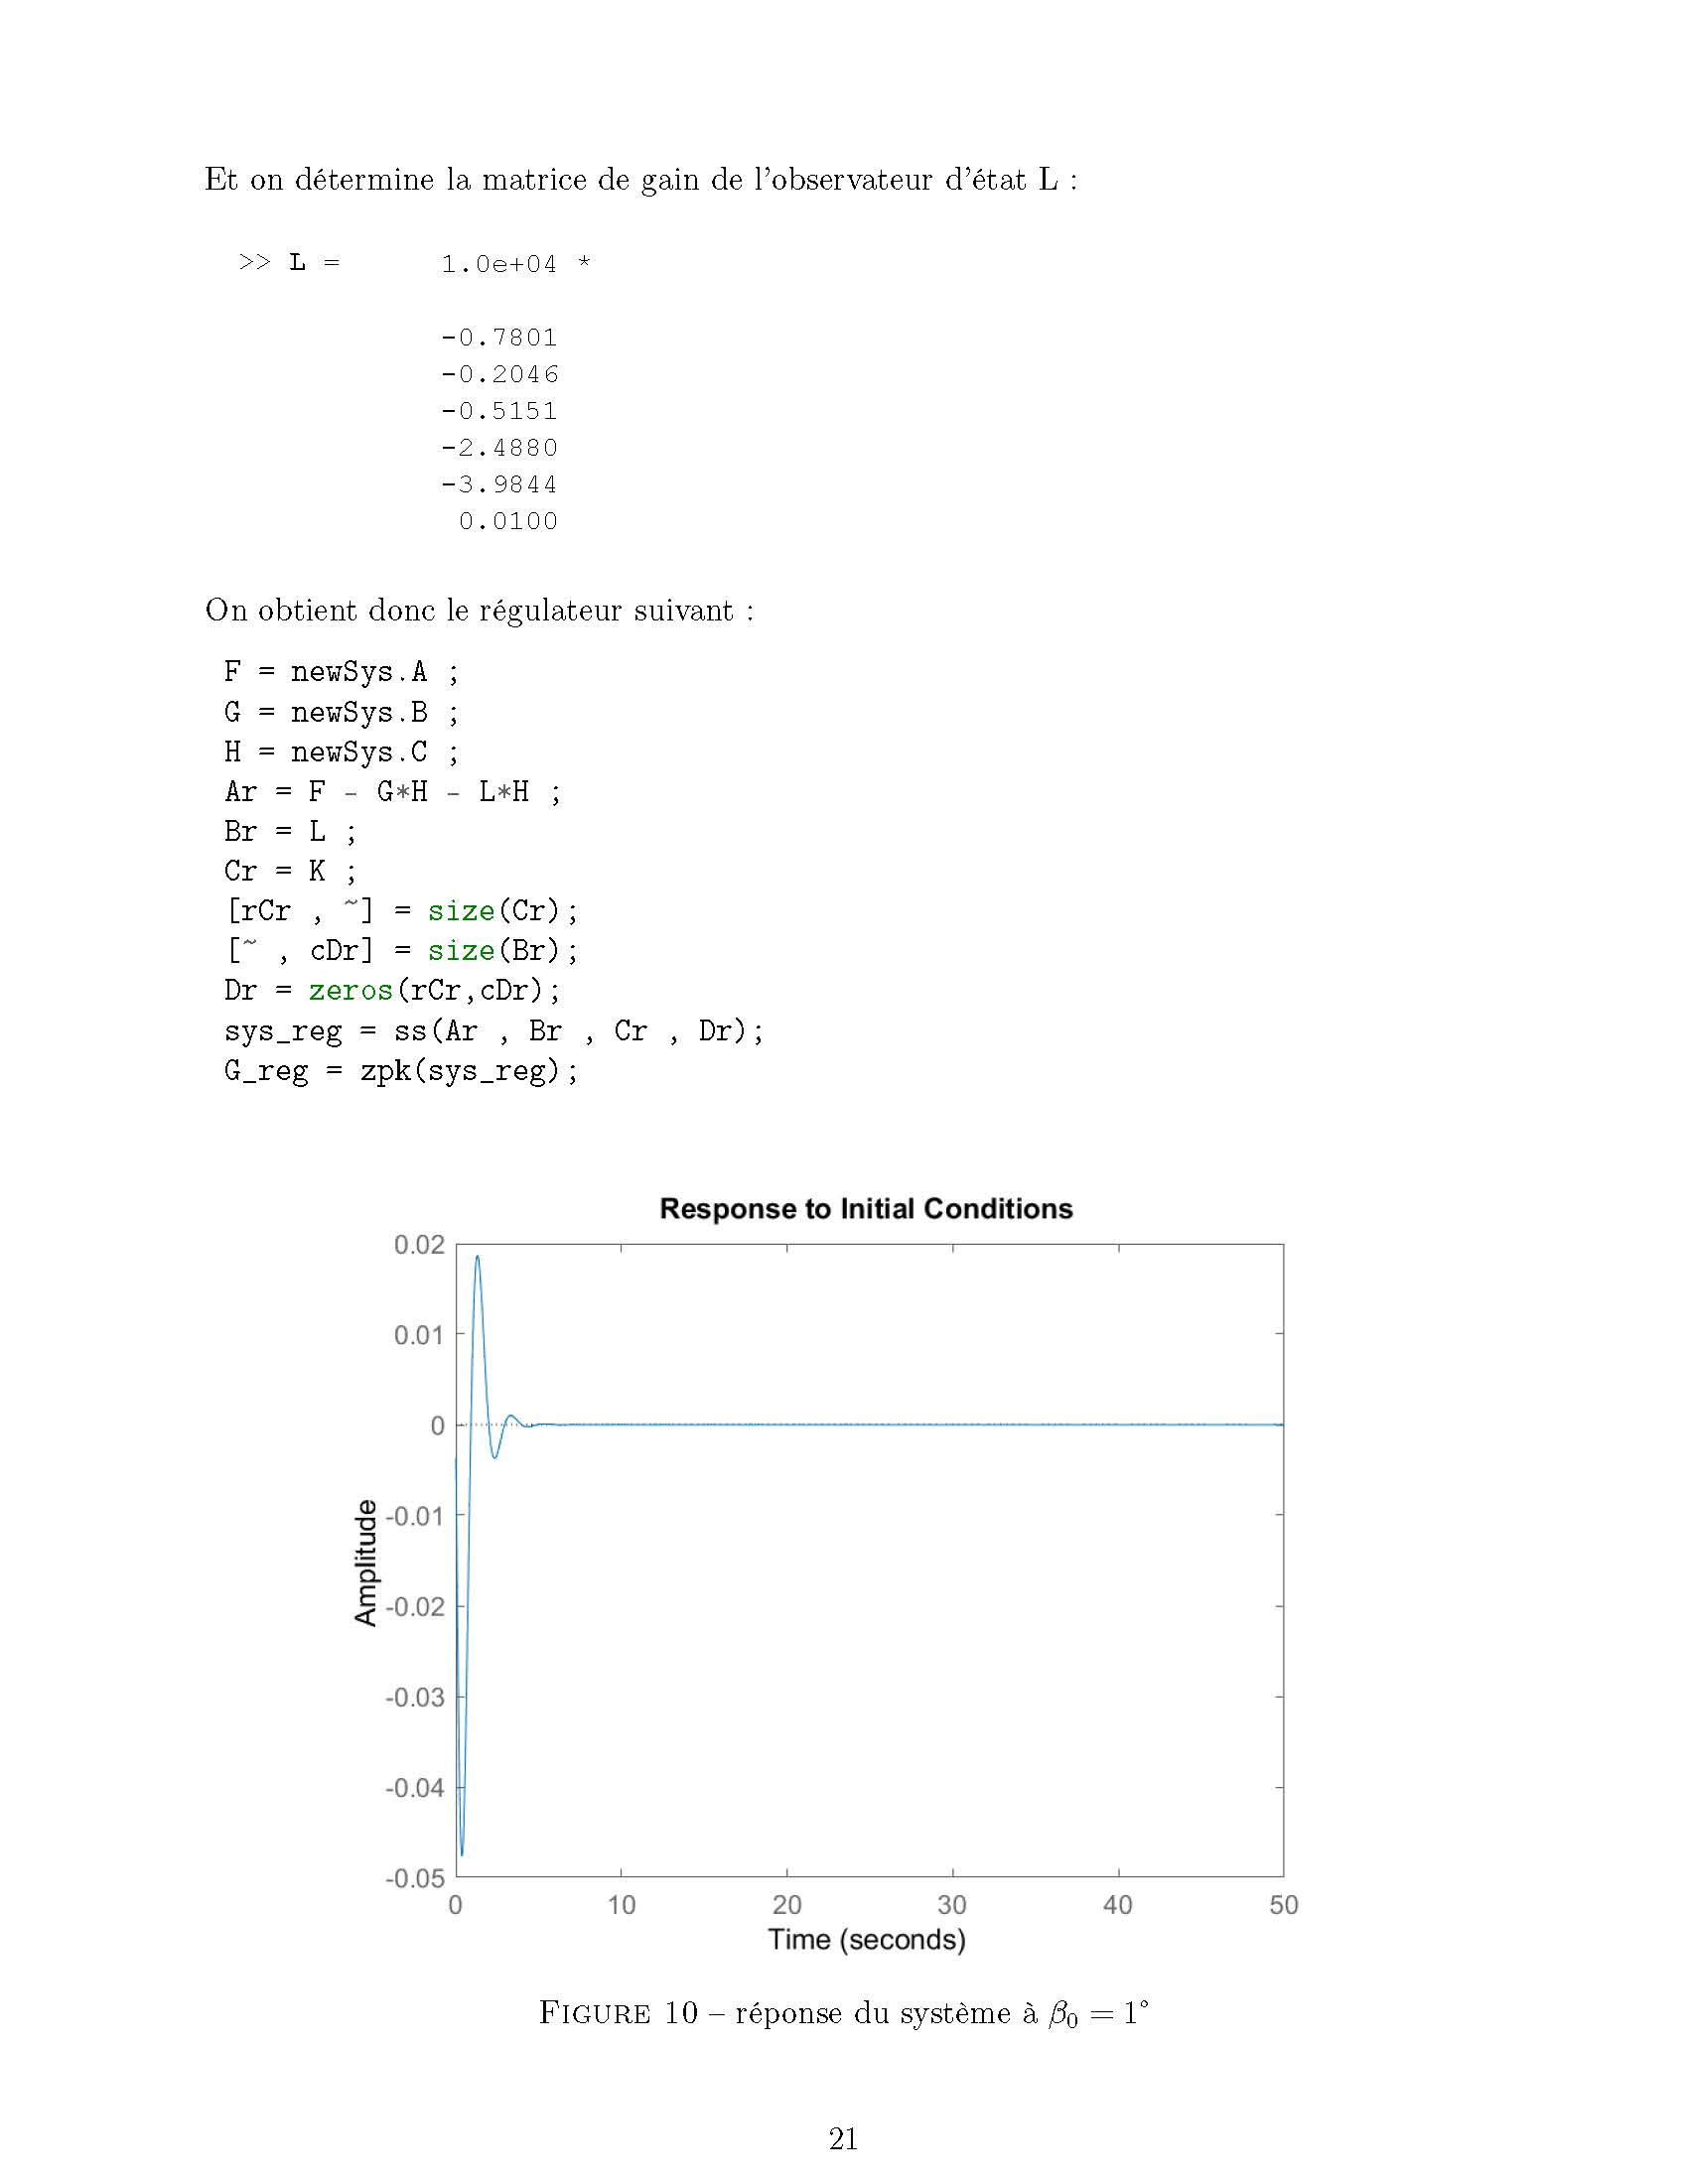 Et on détermine la matrice de gain de l'observateur d'état L :
>> L = 1.0e+04 *
-0.7801
-0.2046
-0.5151
-2.4880
-3.9844
0.0100
On obtient donc le régulateur suivant :
F = newSys.A ;
G = newSys.B ;
H = newSys.C ;
Ar = F - G*H - L*H ;
Br = L ;
Cr = K ;
[rCr , ~] = size(Cr);
[~ , cDr] = size(Br);
Dr = zeros(rCr,cDr);
sys_reg = ss(Ar , Br , Cr , Dr);
G_reg = zpk(sys_reg);
Response to Initial Conditions
0.02
0.01
0
-0.01
-0.02
-0.03
-0.04
-0.05
Amplitude
0 10 20 30 40 50
Time (seconds)
FIGURE 10 – réponse du système à β₀ = 1°
21